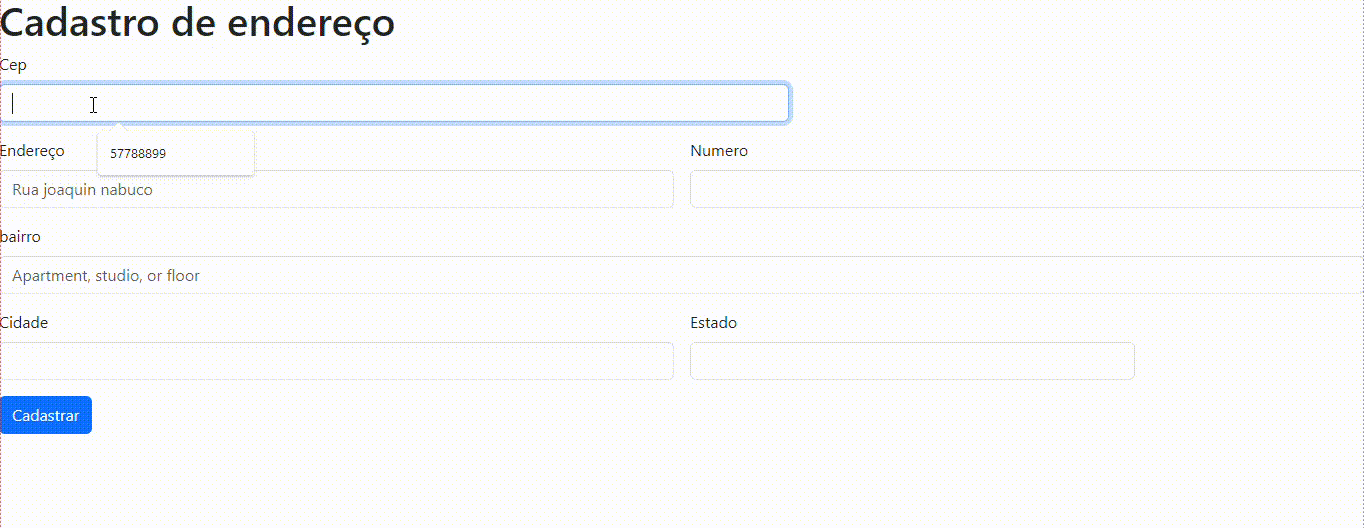 Cadastro de endereço
Cep
57788899
Endereço
Numero
Rua joaquin nabuco
bairro
Apartment, studio, or floor
Cidade
Estado
Cadastrar